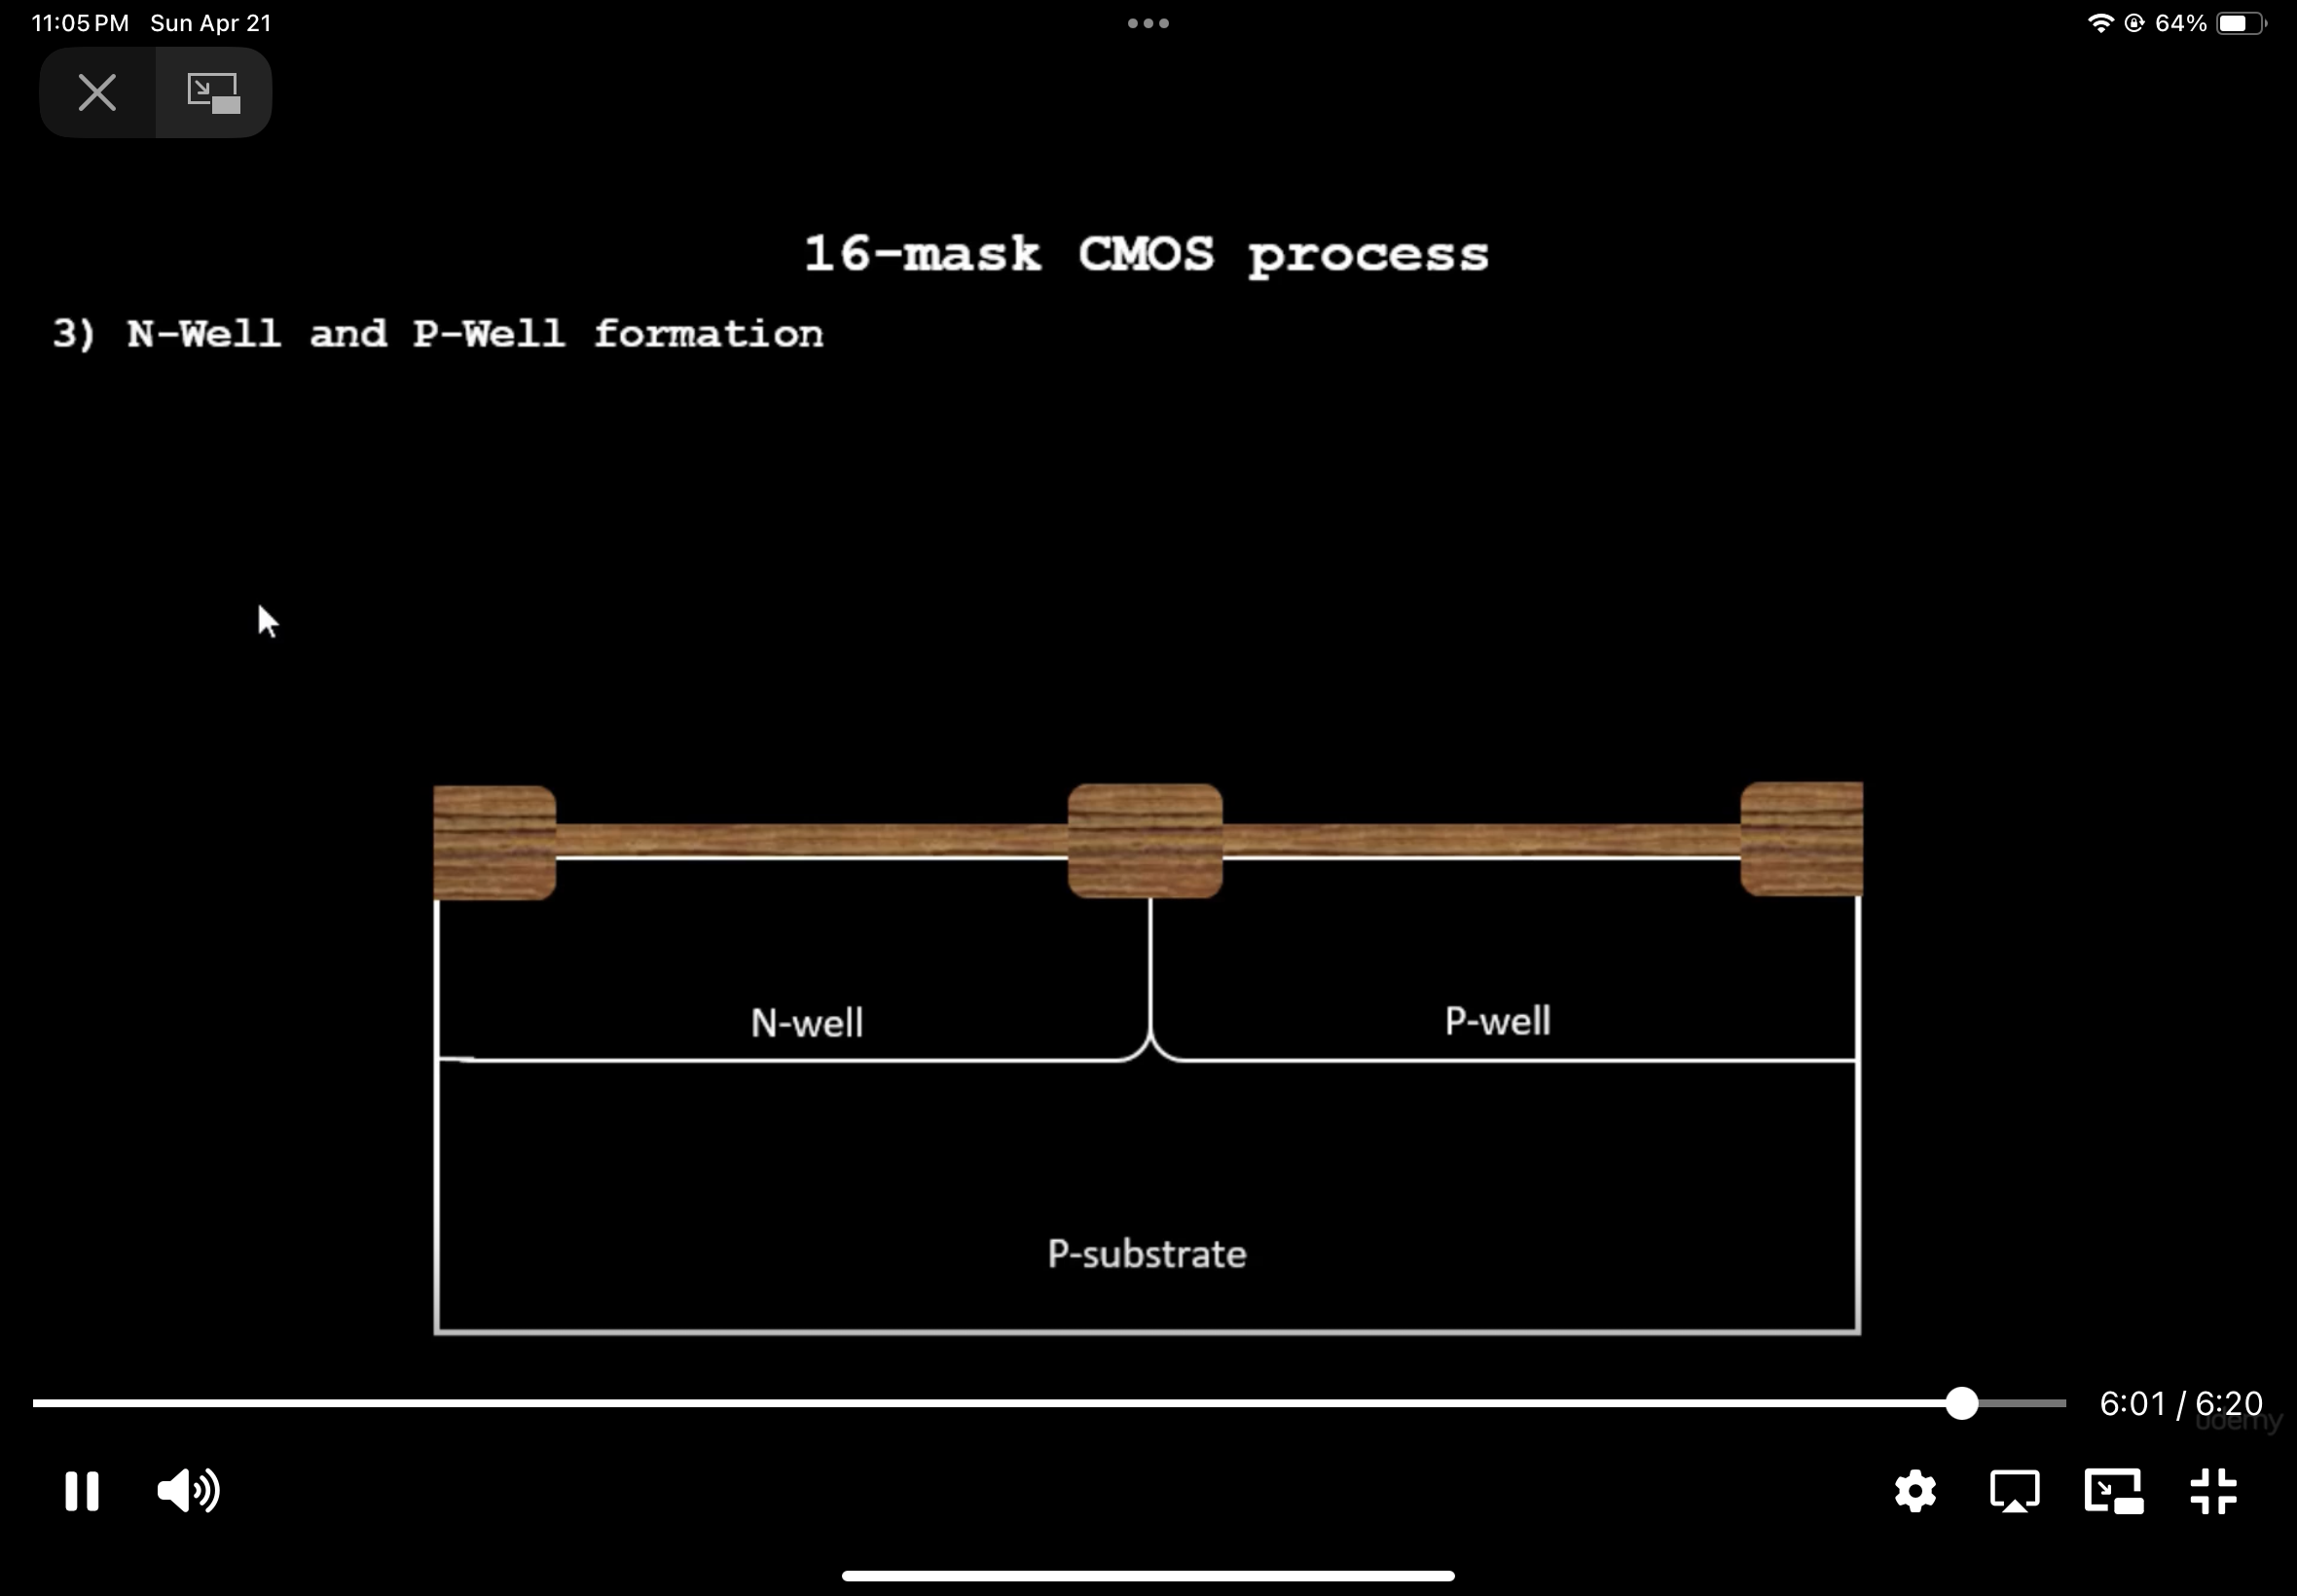 11:05 PM Sun Apr 21
64%
16-mask CMOS process
3) N-Well and P-Well formation
N-well
P-well
P-substrate
6:01 / 6:20
udemy